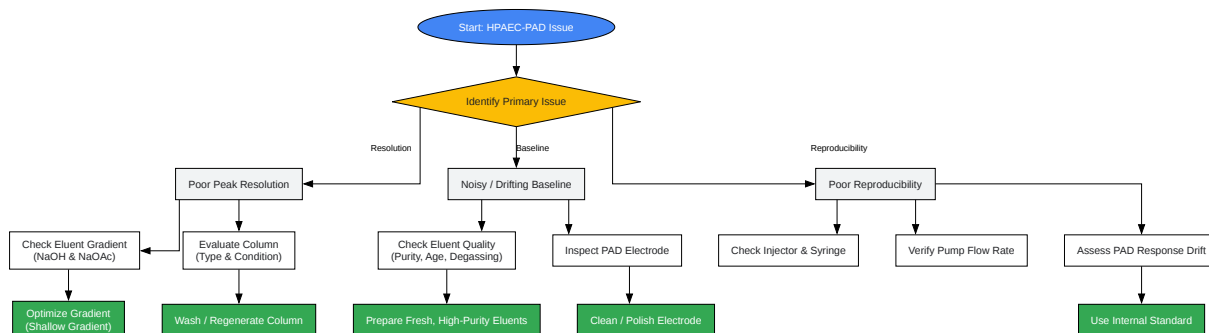 Start: HPAEC-PAD Issue
Identify Primary Issue
Resolution
Baseline
Reproducibility
Poor Peak Resolution
Noisy / Drifting Baseline
Poor Reproducibility
Check Eluent Gradient
(NaOH & NaOAc)
Evaluate Column
(Type & Condition)
Check Eluent Quality
(Purity, Age, Degassing)
Inspect PAD Electrode
Check Injector & Syringe
Verify Pump Flow Rate
Assess PAD Response Drift
Optimize Gradient
(Shallow Gradient)
Wash / Regenerate Column
Prepare Fresh, High-Purity Eluents
Clean / Polish Electrode
Use Internal Standard